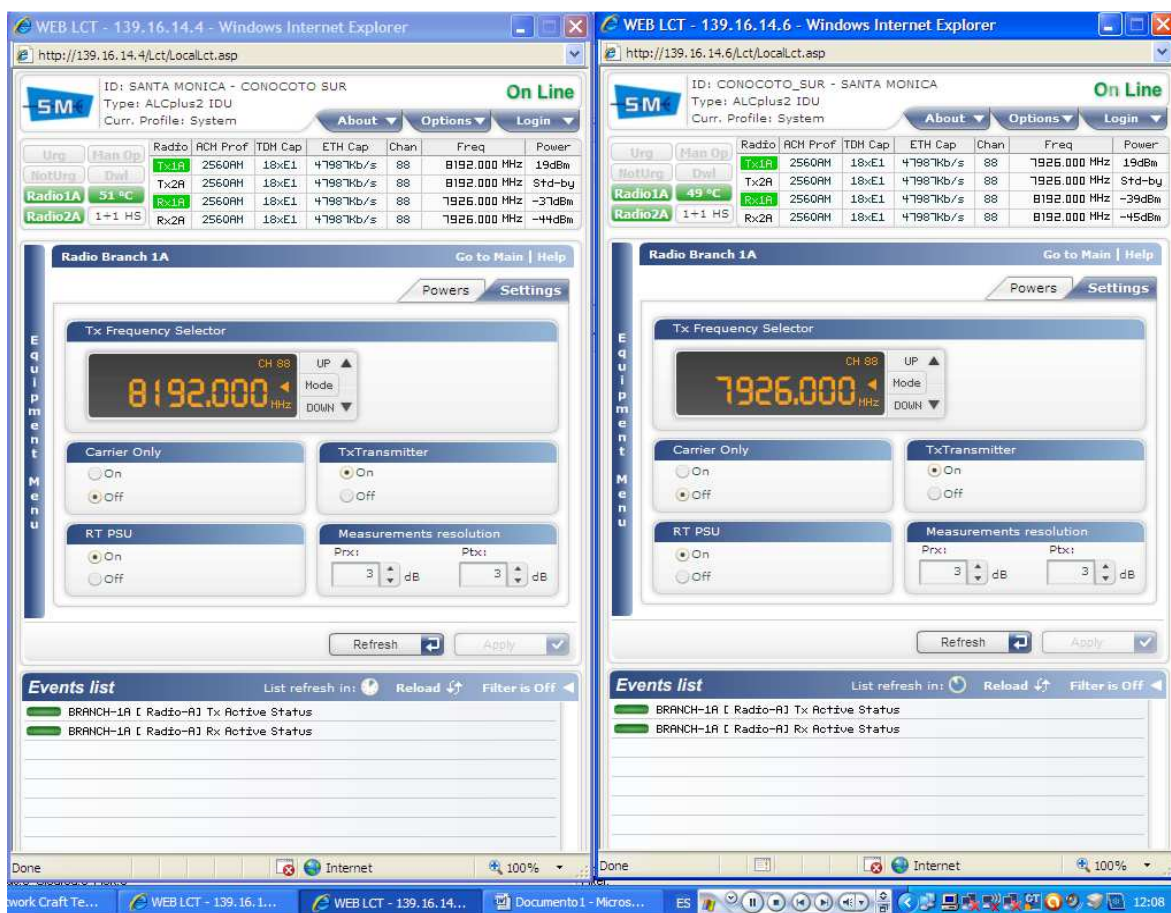 WEB LCT - 139.16.14.4 - Windows Internet Explorer
http://139.16.14.4/Lct/LocalLct.asp
SM
ID: SANTA MONICA - CONOCOTO SUR
Type: ALCplus2 IDU
Curr. Profile: System
On Line
About Options Login
Urg Man Op
NotUrg Dwl
Radio1A 51 ºC
Radio2A 1+1 HS
Radio ACM Prof TDM Cap ETH Cap Chan Freq Power
Tx1A 256QAM 18xE1 47987Kb/s 88 8192.000 MHz 19dBm
Tx2A 256QAM 18xE1 47987Kb/s 88 8192.000 MHz Std-by
Rx1A 256QAM 18xE1 47987Kb/s 88 7926.000 MHz -37dBm
Rx2A 256QAM 18xE1 47987Kb/s 88 7926.000 MHz -44dBm
Radio Branch 1A Go to Main | Help
Powers Settings
Equipment Menu
Tx Frequency Selector
CH 88
8192.000 MHz
UP
Mode
DOWN
Carrier Only
On
Off
TxTransmitter
On
Off
RT PSU
On
Off
Measurements resolution
Prx: Ptx:
3 dB 3 dB
Refresh Apply
Events list List refresh in: Reload Filter is Off
BRANCH-1A [ Radio-A] Tx Active Status
BRANCH-1A [ Radio-A] Rx Active Status
Done Internet 100%
WEB LCT - 139.16.14.6 - Windows Internet Explorer
http://139.16.14.6/Lct/LocalLct.asp
SM
ID: CONOCOTO_SUR - SANTA MONICA
Type: ALCplus2 IDU
Curr. Profile: System
On Line
About Options Login
Urg Man Op
NotUrg Dwl
Radio1A 49 ºC
Radio2A 1+1 HS
Radio ACM Prof TDM Cap ETH Cap Chan Freq Power
Tx1A 256QAM 18xE1 47987Kb/s 88 7926.000 MHz 19dBm
Tx2A 256QAM 18xE1 47987Kb/s 88 7926.000 MHz Std-by
Rx1A 256QAM 18xE1 47987Kb/s 88 8192.000 MHz -39dBm
Rx2A 256QAM 18xE1 47987Kb/s 88 8192.000 MHz -45dBm
Radio Branch 1A Go to Main | Help
Powers Settings
Equipment Menu
Tx Frequency Selector
CH 88
7926.000 MHz
UP
Mode
DOWN
Carrier Only
On
Off
TxTransmitter
On
Off
RT PSU
On
Off
Measurements resolution
Prx: Ptx:
3 dB 3 dB
Refresh Apply
Events list List refresh in: Reload Filter is Off
BRANCH-1A [ Radio-A] Tx Active Status
BRANCH-1A [ Radio-A] Rx Active Status
Done Internet 100%
twork Craft Te... WEB LCT - 139.16.1... WEB LCT - 139.16.14... Documento1 - Micros... ES 12:08